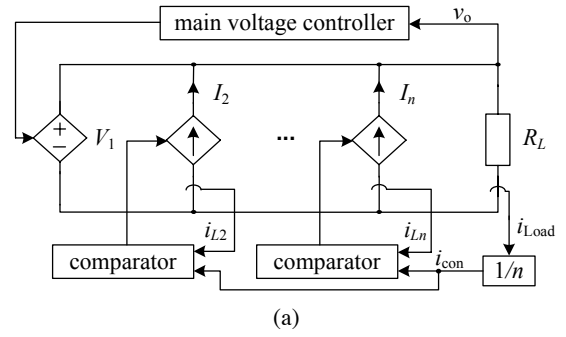 main voltage controller
v_o
I_2
I_n
+
−
V_1
...
R_L
i_L2
i_Ln
i_Load
comparator
comparator
i_con
1/n
(a)